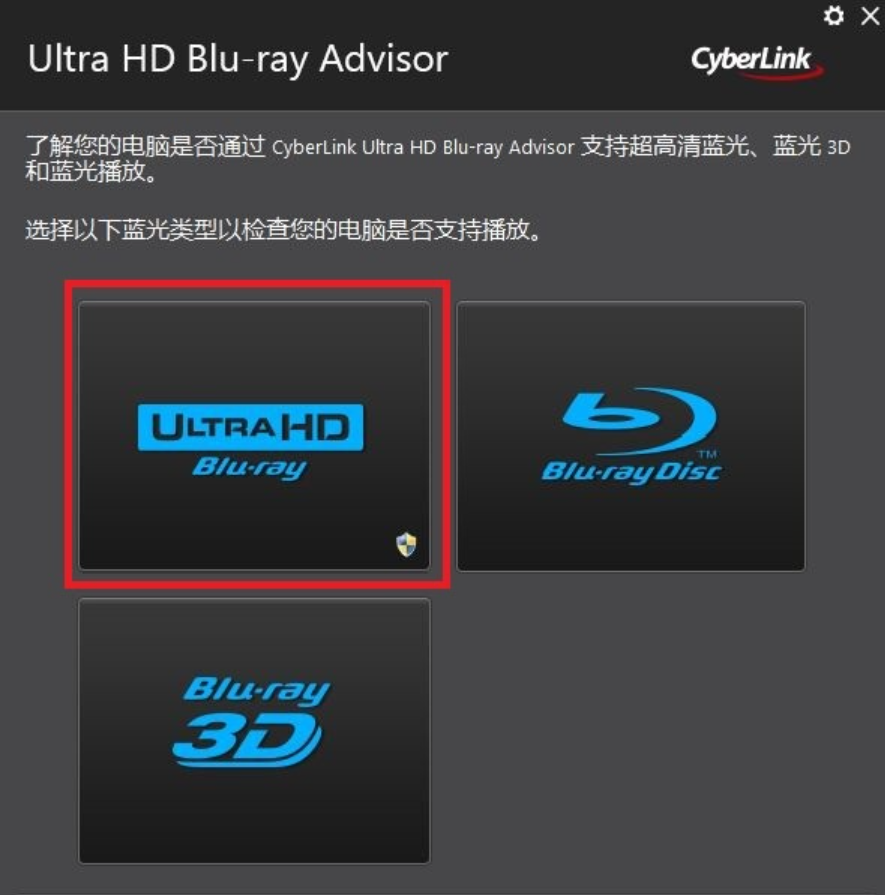 Ultra HD Blu-ray Advisor
CyberLink
了解您的电脑是否通过 CyberLink Ultra HD Blu-ray Advisor 支持超高清蓝光、蓝光 3D
和蓝光播放。
选择以下蓝光类型以检查您的电脑是否支持播放。
ULTRA HD
Blu-ray
TM
Blu-ray Disc
Blu-ray
3D